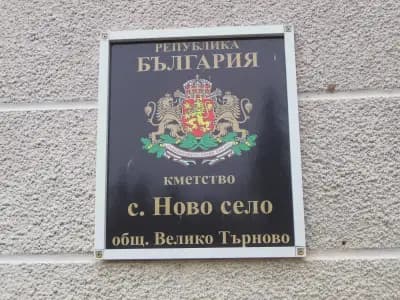 РЕПУБЛИКА
БЪЛГАРИЯ
кметство
с. Ново село
общ. Велико Търново